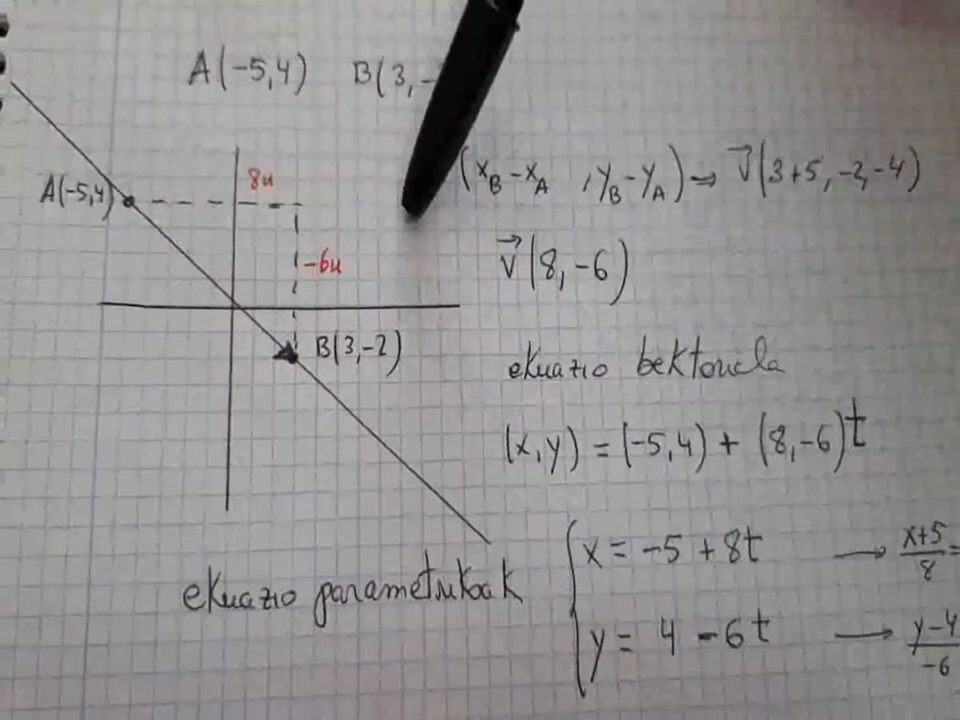 A(-5,4) B(3,-
(x_B - x_A , y_B - y_A) ⇒ v⃗(3+5, -2-4)
8u
A(-5,4)
-6u
v⃗(8,-6)
B(3,-2)
ekuazio bektoriala
(x,y) = (-5,4) + (8,-6)t
x = -5 + 8t → x+5/8 =
ekuazio parametrikoak
y = 4 - 6t → y-4/-6